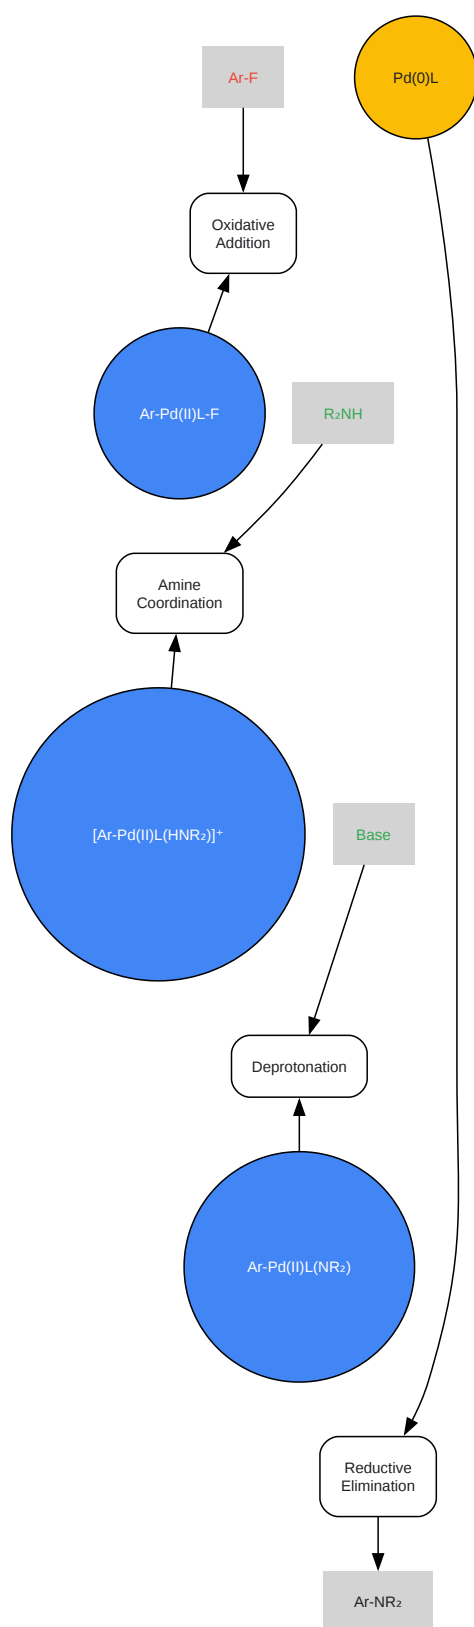 Ar-F
Pd(0)L
Oxidative
Addition
Ar-Pd(II)L-F
R₂NH
Amine
Coordination
[Ar-Pd(II)L(HNR₂)]⁺
Base
Deprotonation
Ar-Pd(II)L(NR₂)
Reductive
Elimination
Ar-NR₂